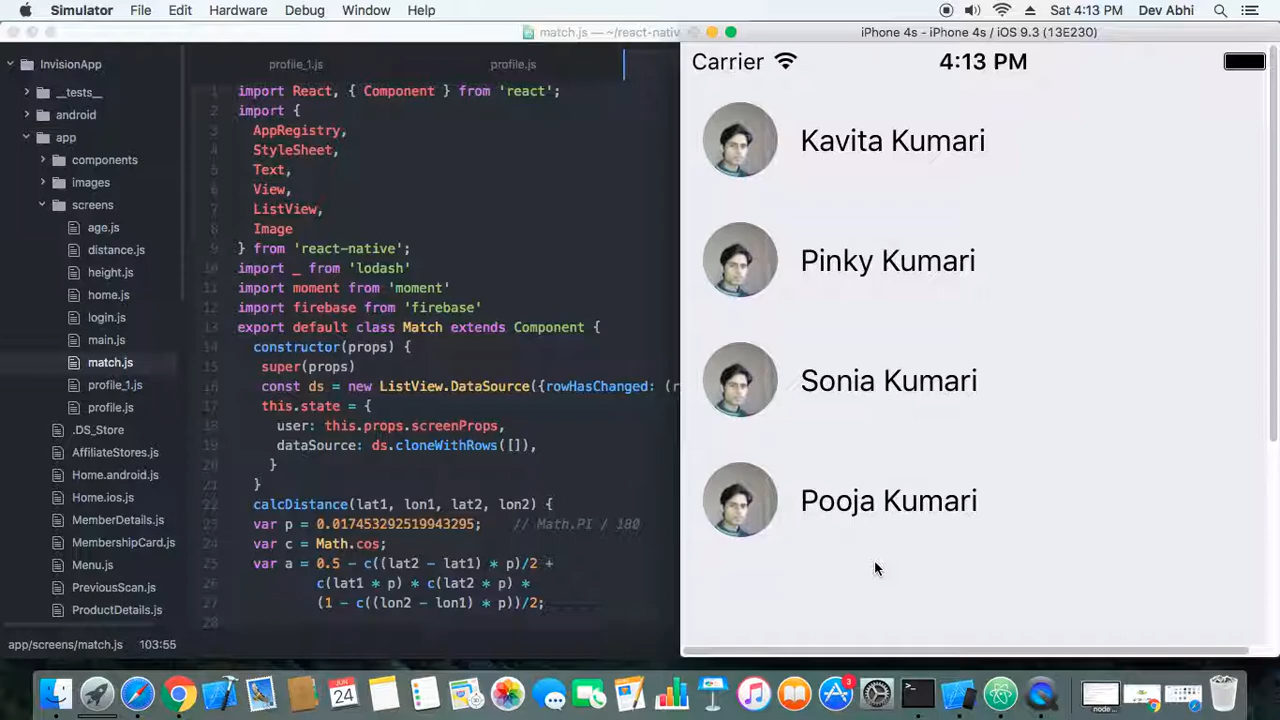 Simulator File Edit Hardware Debug Window Help Sat 4:13 PM Dev Abhi
match.js — ~/react-nativ
iPhone 4s - iPhone 4s / iOS 9.3 (13E230)
InvisionApp
__tests__
android
app
components
images
screens
age.js
distance.js
height.js
home.js
login.js
main.js
match.js
profile_1.js
profile.js
.DS_Store
AffiliateStores.js
Home.android.js
Home.ios.js
MemberDetails.js
MembershipCard.js
Menu.js
PreviousScan.js
ProductDetails.js
app/screens/match.js 103:55
profile_1.js profile.js
1 import React, { Component } from 'react';
2 import {
3 AppRegistry,
4 StyleSheet,
5 Text,
6 View,
7 ListView,
8 Image
9 } from 'react-native';
10 import _ from 'lodash'
11 import moment from 'moment'
12 import firebase from 'firebase'
13 export default class Match extends Component {
14 constructor(props) {
15 super(props)
16 const ds = new ListView.DataSource({rowHasChanged: (r
17 this.state = {
18 user: this.props.screenProps,
19 dataSource: ds.cloneWithRows([]),
20 }
21 }
22 calcDistance(lat1, lon1, lat2, lon2) {
23 var p = 0.017453292519943295; // Math.PI / 180
24 var c = Math.cos;
25 var a = 0.5 - c((lat2 - lat1) * p)/2 +
26 c(lat1 * p) * c(lat2 * p) *
27 (1 - c((lon2 - lon1) * p))/2;
28
Carrier 4:13 PM
Kavita Kumari
Pinky Kumari
Sonia Kumari
Pooja Kumari
JUN
24
3